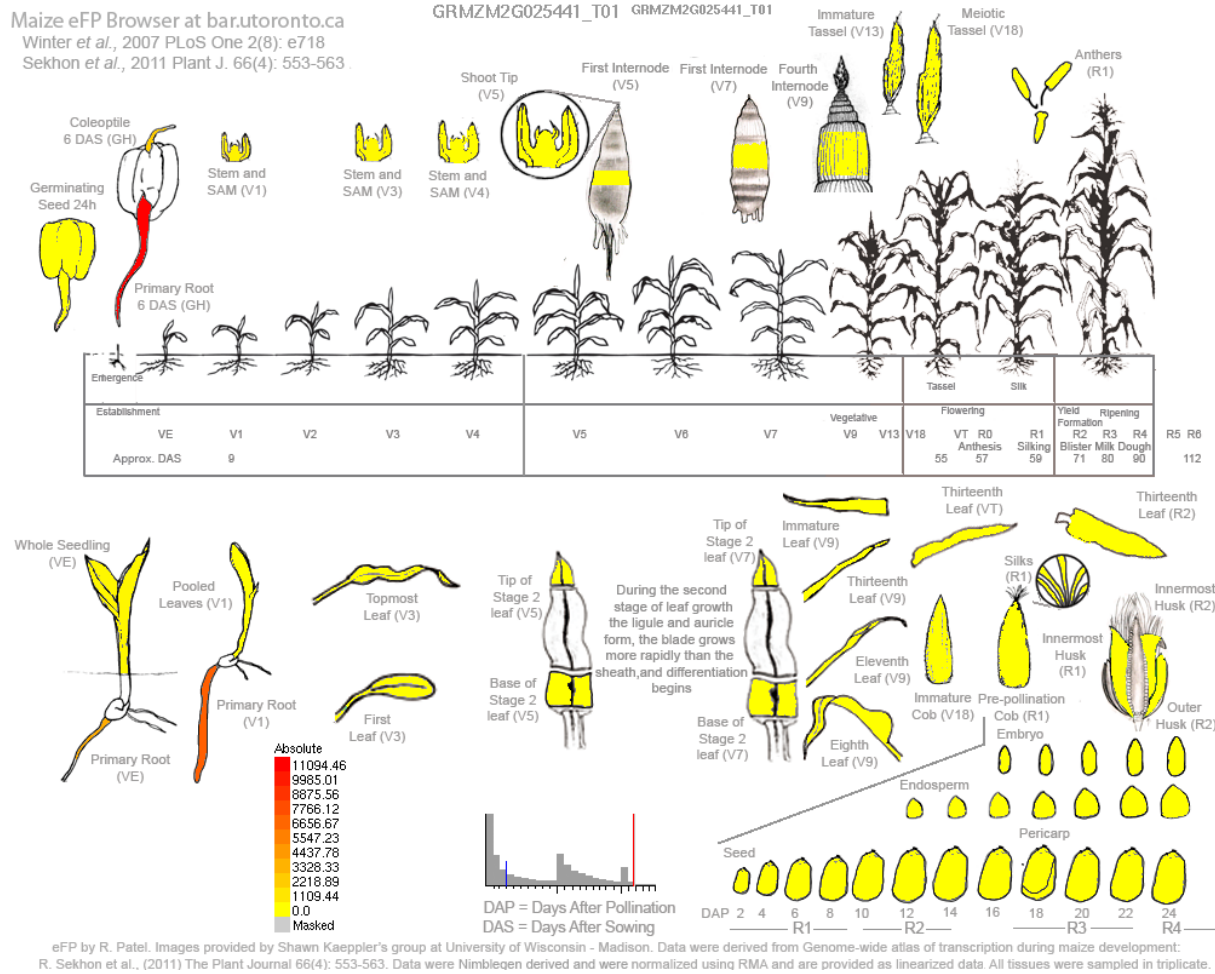 Maize eFP Browser at bar.utoronto.ca
Winter et al., 2007 PLoS One 2(8): e718
Sekhon et al., 2011 Plant J. 66(4): 553-563
GRMZM2G025441_T01 GRMZM2G025441_T01
Immature
Tassel (V13)
Meiotic
Tassel (V18)
Anthers
(R1)
Shoot Tip
(V5)
First Internode
(V5)
First Internode
(V7)
Fourth
Internode
(V9)
Coleoptile
6 DAS (GH)
Stem and
SAM (V1)
Stem and
SAM (V3)
Stem and
SAM (V4)
Germinating
Seed 24h
Primary Root
6 DAS (GH)
Emergence
Tassel Silk
Establishment Vegetative Flowering Yield
Formation Ripening
VE V1 V2 V3 V4 V5 V6 V7 V9 V13 V18 VT R0 R1 R2 R3 R4 R5 R6
Anthesis Silking Blister Milk Dough
Approx. DAS 9 55 57 59 71 80 90 112
Whole Seedling
(VE)
Pooled
Leaves (V1)
Topmost
Leaf (V3)
Primary Root
(V1)
First
Leaf (V3)
Primary Root
(VE)
Tip of
Stage 2
leaf (V5)
Base of
Stage 2
leaf (V5)
During the second
stage of leaf growth
the ligule and auricle
form, the blade grows
more rapidly than the
sheath,and differentiation
begins
Tip of
Stage 2
leaf (V7)
Base of
Stage 2
leaf (V7)
Immature
Leaf (V9)
Thirteenth
Leaf (V9)
Eleventh
Leaf (V9)
Eighth
Leaf (V9)
Thirteenth
Leaf (VT)
Thirteenth
Leaf (R2)
Silks
(R1)
Innermost
Husk (R2)
Innermost
Husk
(R1)
Immature
Cob (V18)
Pre-pollination
Cob (R1)
Outer
Husk (R2)
Embryo
Endosperm
Pericarp
Seed
DAP 2 4 6 8 10 12 14 16 18 20 22 24
R1 R2 R3 R4
Absolute
11094.46
9985.01
8875.56
7766.12
6656.67
5547.23
4437.78
3328.33
2218.89
1109.44
0.0
Masked
DAP = Days After Pollination
DAS = Days After Sowing
eFP by R. Patel. Images provided by Shawn Kaeppler's group at University of Wisconsin - Madison. Data were derived from Genome-wide atlas of transcription during maize development:
R. Sekhon et al., (2011) The Plant Journal 66(4): 553-563. Data were Nimblegen derived and were normalized using RMA and are provided as linearized data. All tissues were sampled in triplicate.